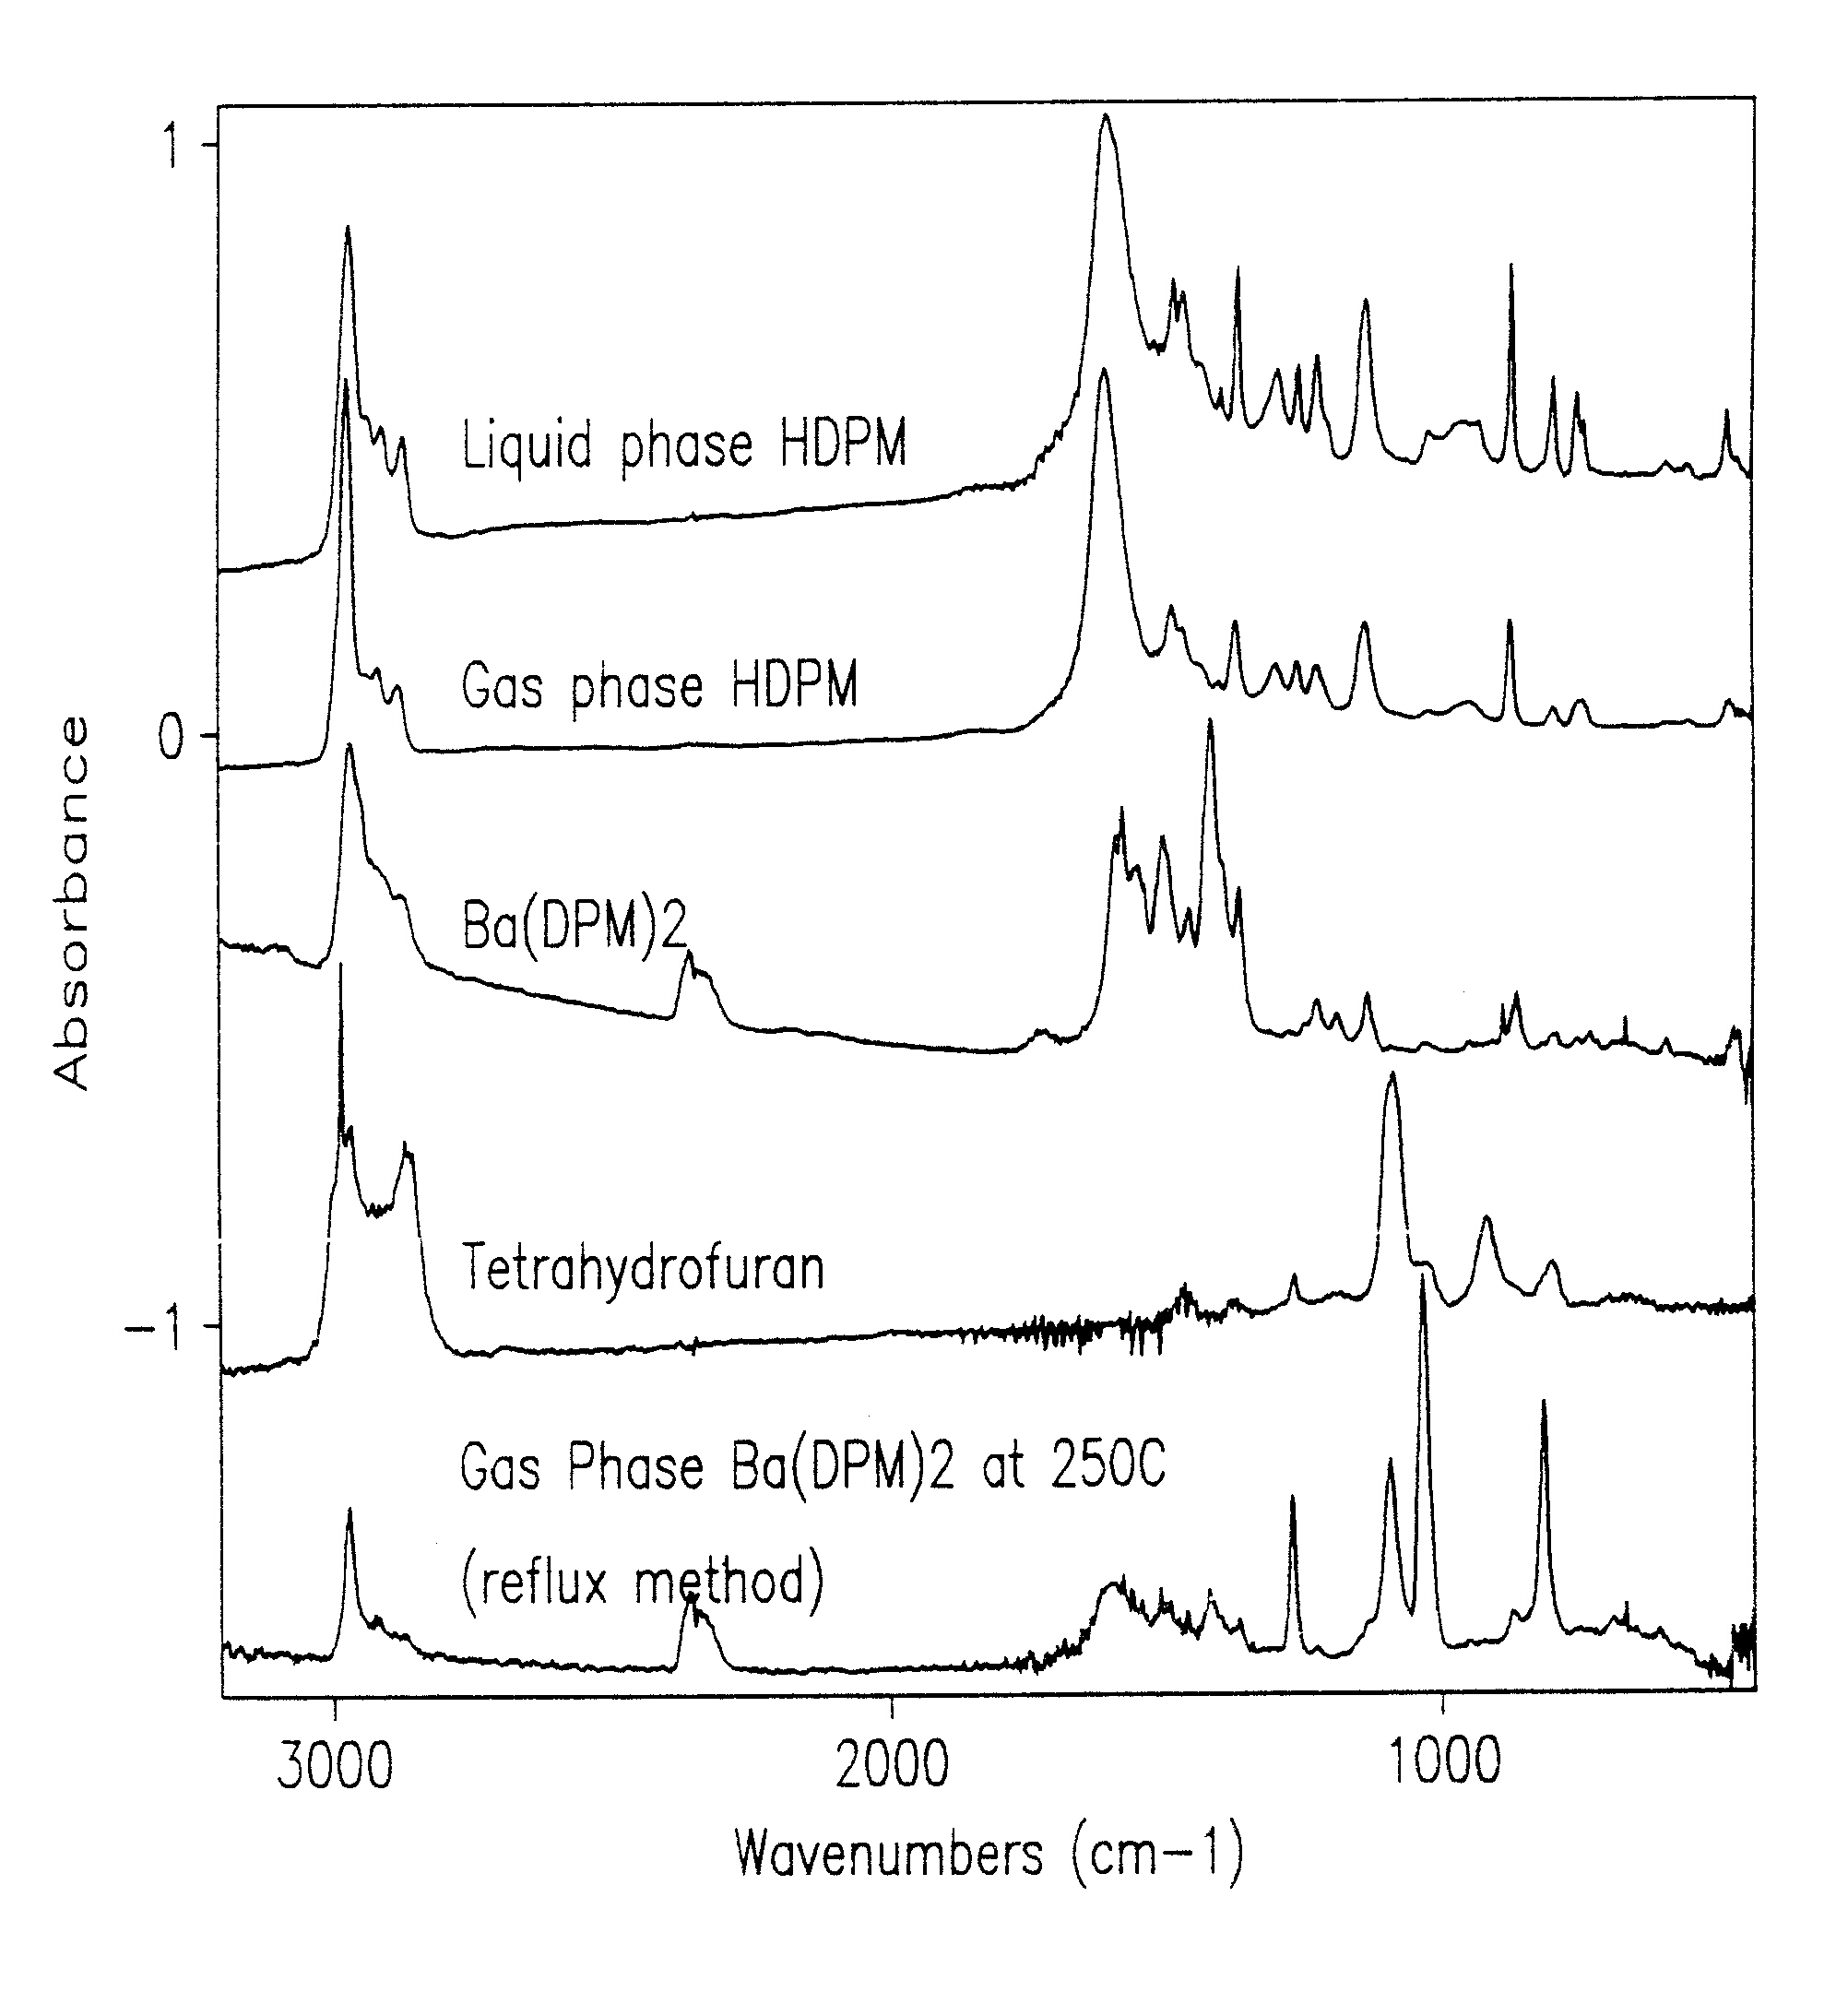 1
Liquid phase HDPM
Gas phase HDPM
0
Absorbance
Ba(DPM)2
Tetrahydrofuran
-1
Gas Phase Ba(DPM)2 at 250C
(reflux method)
3000 2000 1000
Wavenumbers (cm-1)